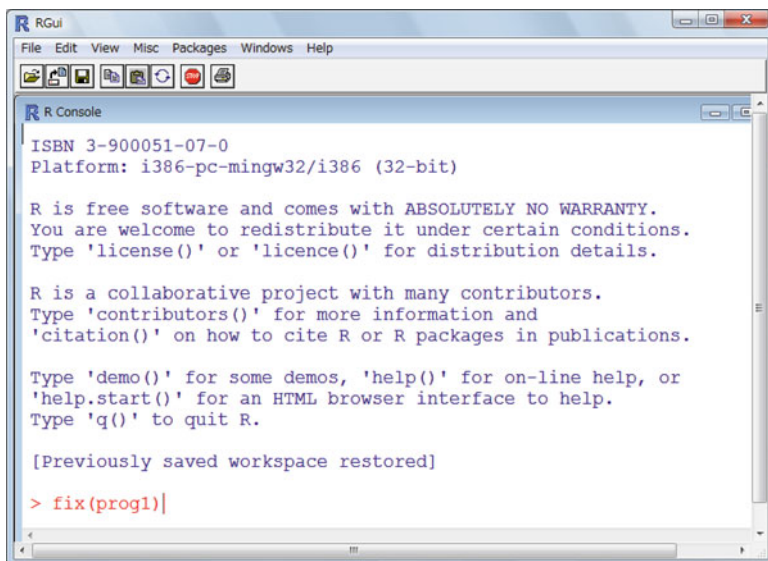 RGui
File Edit View Misc Packages Windows Help
STOP
R Console
ISBN 3-900051-07-0
Platform: i386-pc-mingw32/i386 (32-bit)
R is free software and comes with ABSOLUTELY NO WARRANTY.
You are welcome to redistribute it under certain conditions.
Type 'license()' or 'licence()' for distribution details.
R is a collaborative project with many contributors.
Type 'contributors()' for more information and
'citation()' on how to cite R or R packages in publications.
Type 'demo()' for some demos, 'help()' for on-line help, or
'help.start()' for an HTML browser interface to help.
Type 'q()' to quit R.
[Previously saved workspace restored]
> fix(prog1)